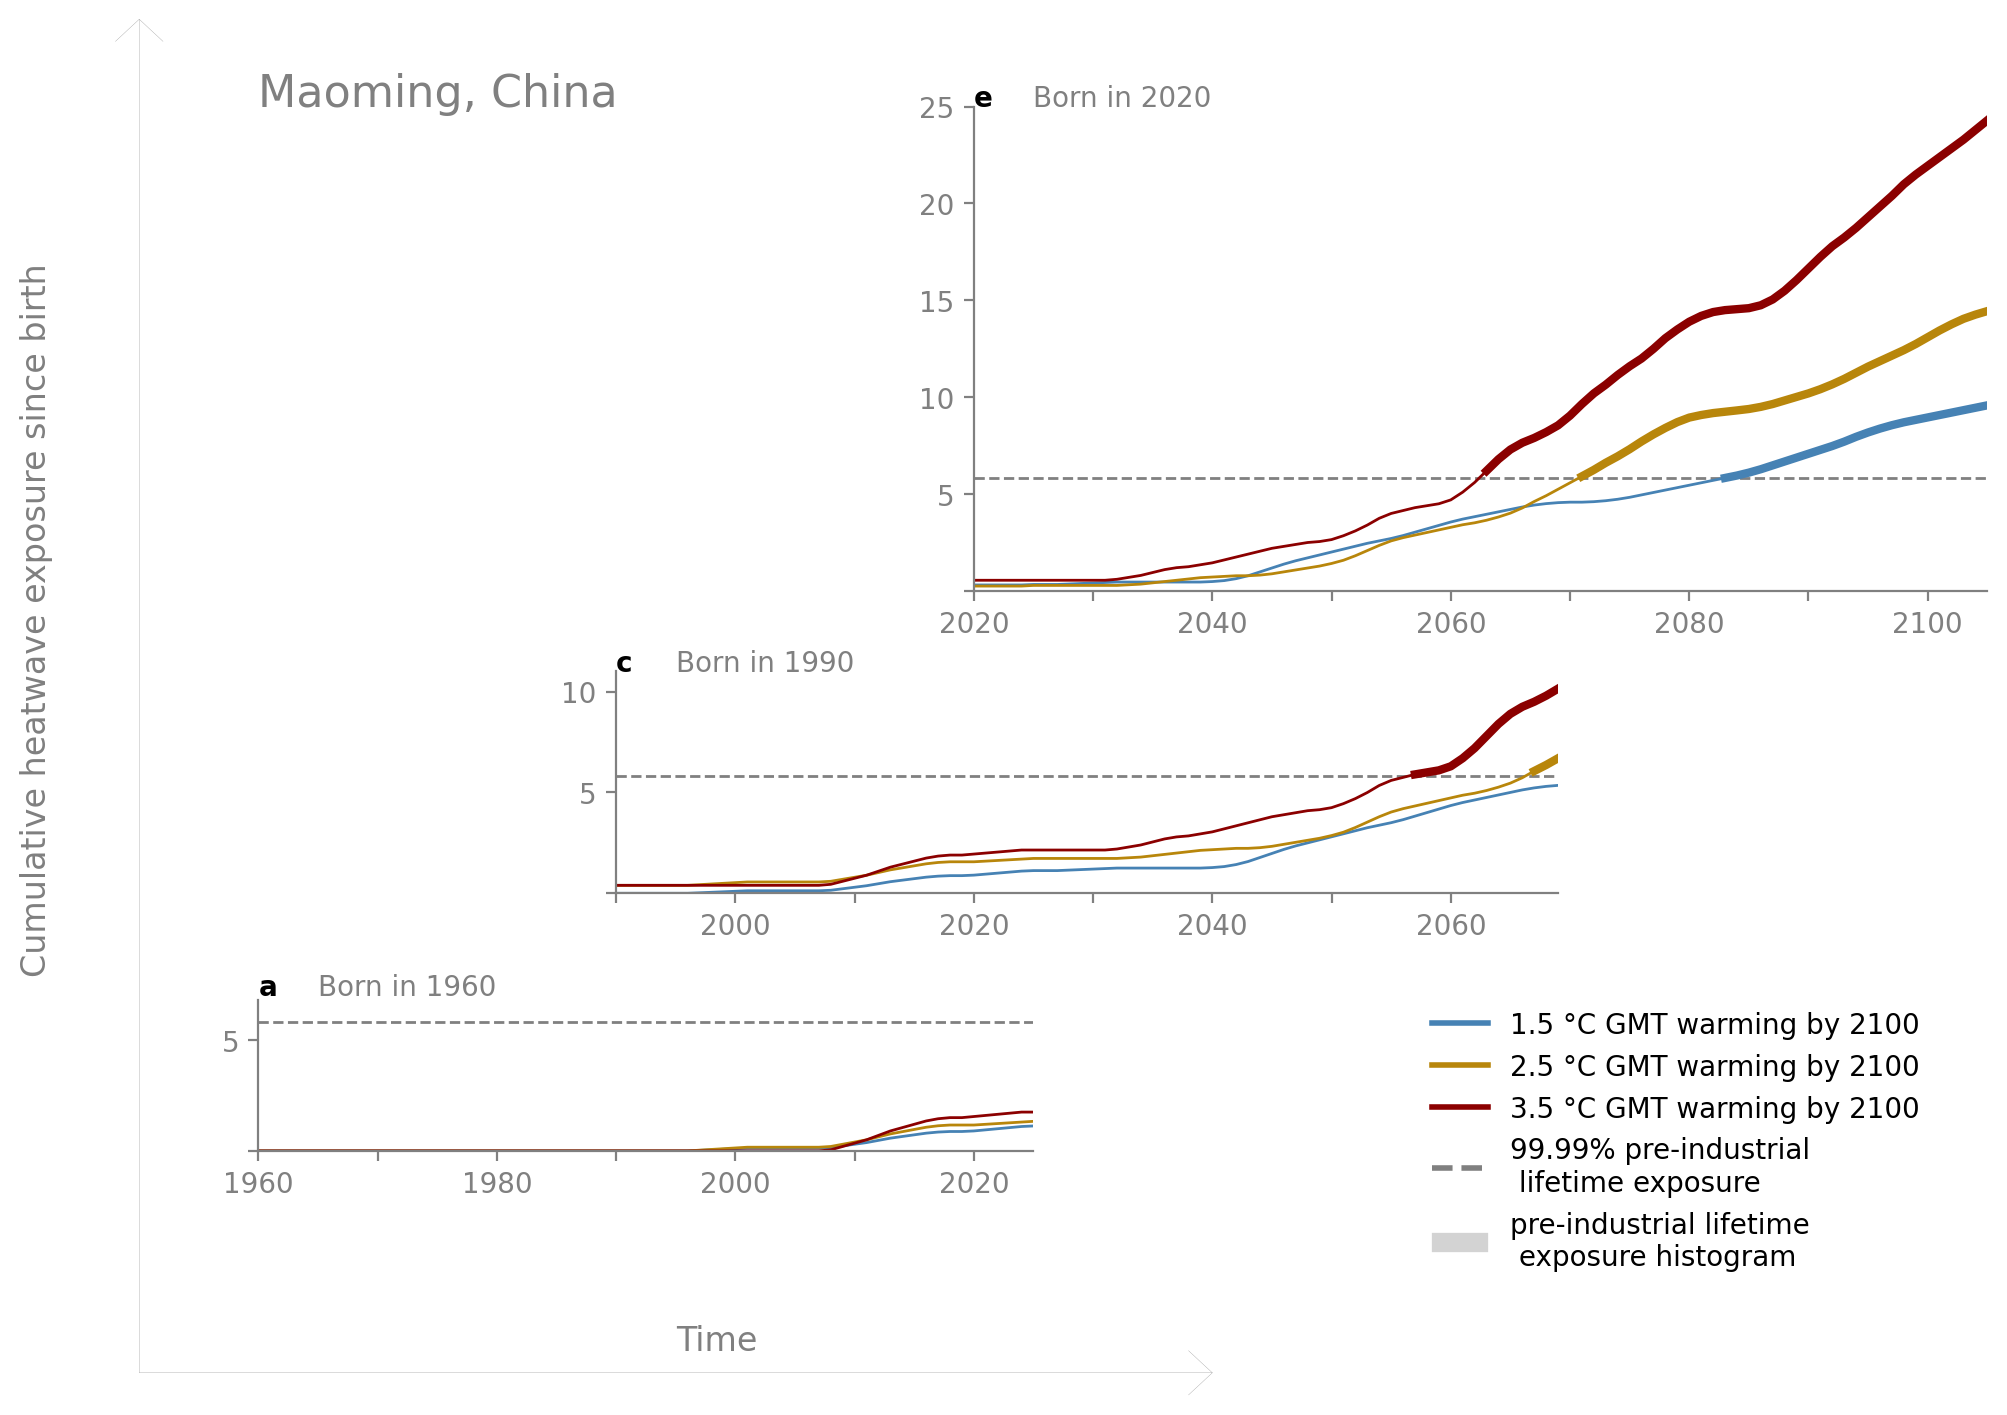 Maoming, China
Cumulative heatwave exposure since birth
e Born in 2020
25
20
15
10
5
2020 2040 2060 2080 2100
c Born in 1990
10
5
2000 2020 2040 2060
a Born in 1960
5
1960 1980 2000 2020
1.5 °C GMT warming by 2100
2.5 °C GMT warming by 2100
3.5 °C GMT warming by 2100
99.99% pre-industrial
lifetime exposure
pre-industrial lifetime
exposure histogram
Time